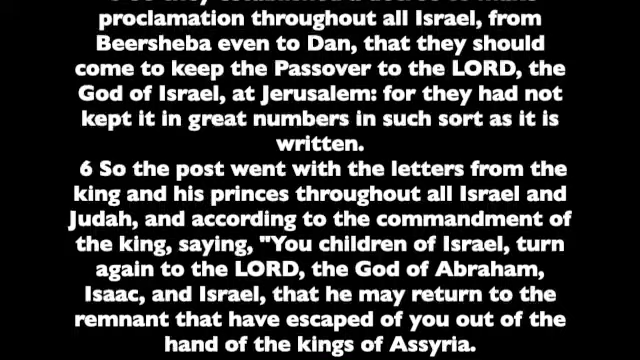 proclamation throughout all Israel, from
Beersheba even to Dan, that they should
come to keep the Passover to the LORD, the
God of Israel, at Jerusalem: for they had not
kept it in great numbers in such sort as it is
written.
6 So the post went with the letters from the
king and his princes throughout all Israel and
Judah, and according to the commandment of
the king, saying, "You children of Israel, turn
again to the LORD, the God of Abraham,
Isaac, and Israel, that he may return to the
remnant that have escaped of you out of the
hand of the kings of Assyria.